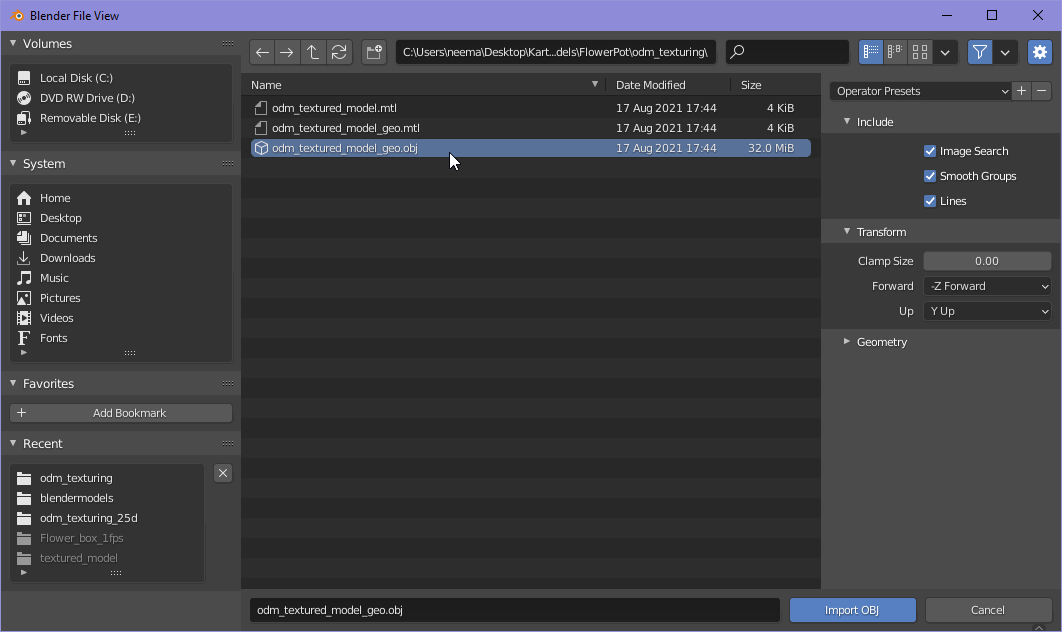 Blender File View
Volumes
Local Disk (C:)
DVD RW Drive (D:)
Removable Disk (E:)
System
Home
Desktop
Documents
Downloads
Music
Pictures
Videos
Fonts
Favorites
Add Bookmark
Recent
odm_texturing
blendermodels
odm_texturing_25d
Flower_box_1fps
textured_model
C:\Users\neema\Desktop\Kart...dels\FlowerPot\odm_texturing\
Name Date Modified Size
odm_textured_model.mtl 17 Aug 2021 17:44 4 KiB
odm_textured_model_geo.mtl 17 Aug 2021 17:44 4 KiB
odm_textured_model_geo.obj 17 Aug 2021 17:44 32.0 MiB
Operator Presets
Include
Image Search
Smooth Groups
Lines
Transform
Clamp Size 0.00
Forward -Z Forward
Up Y Up
Geometry
odm_textured_model_geo.obj
Import OBJ
Cancel